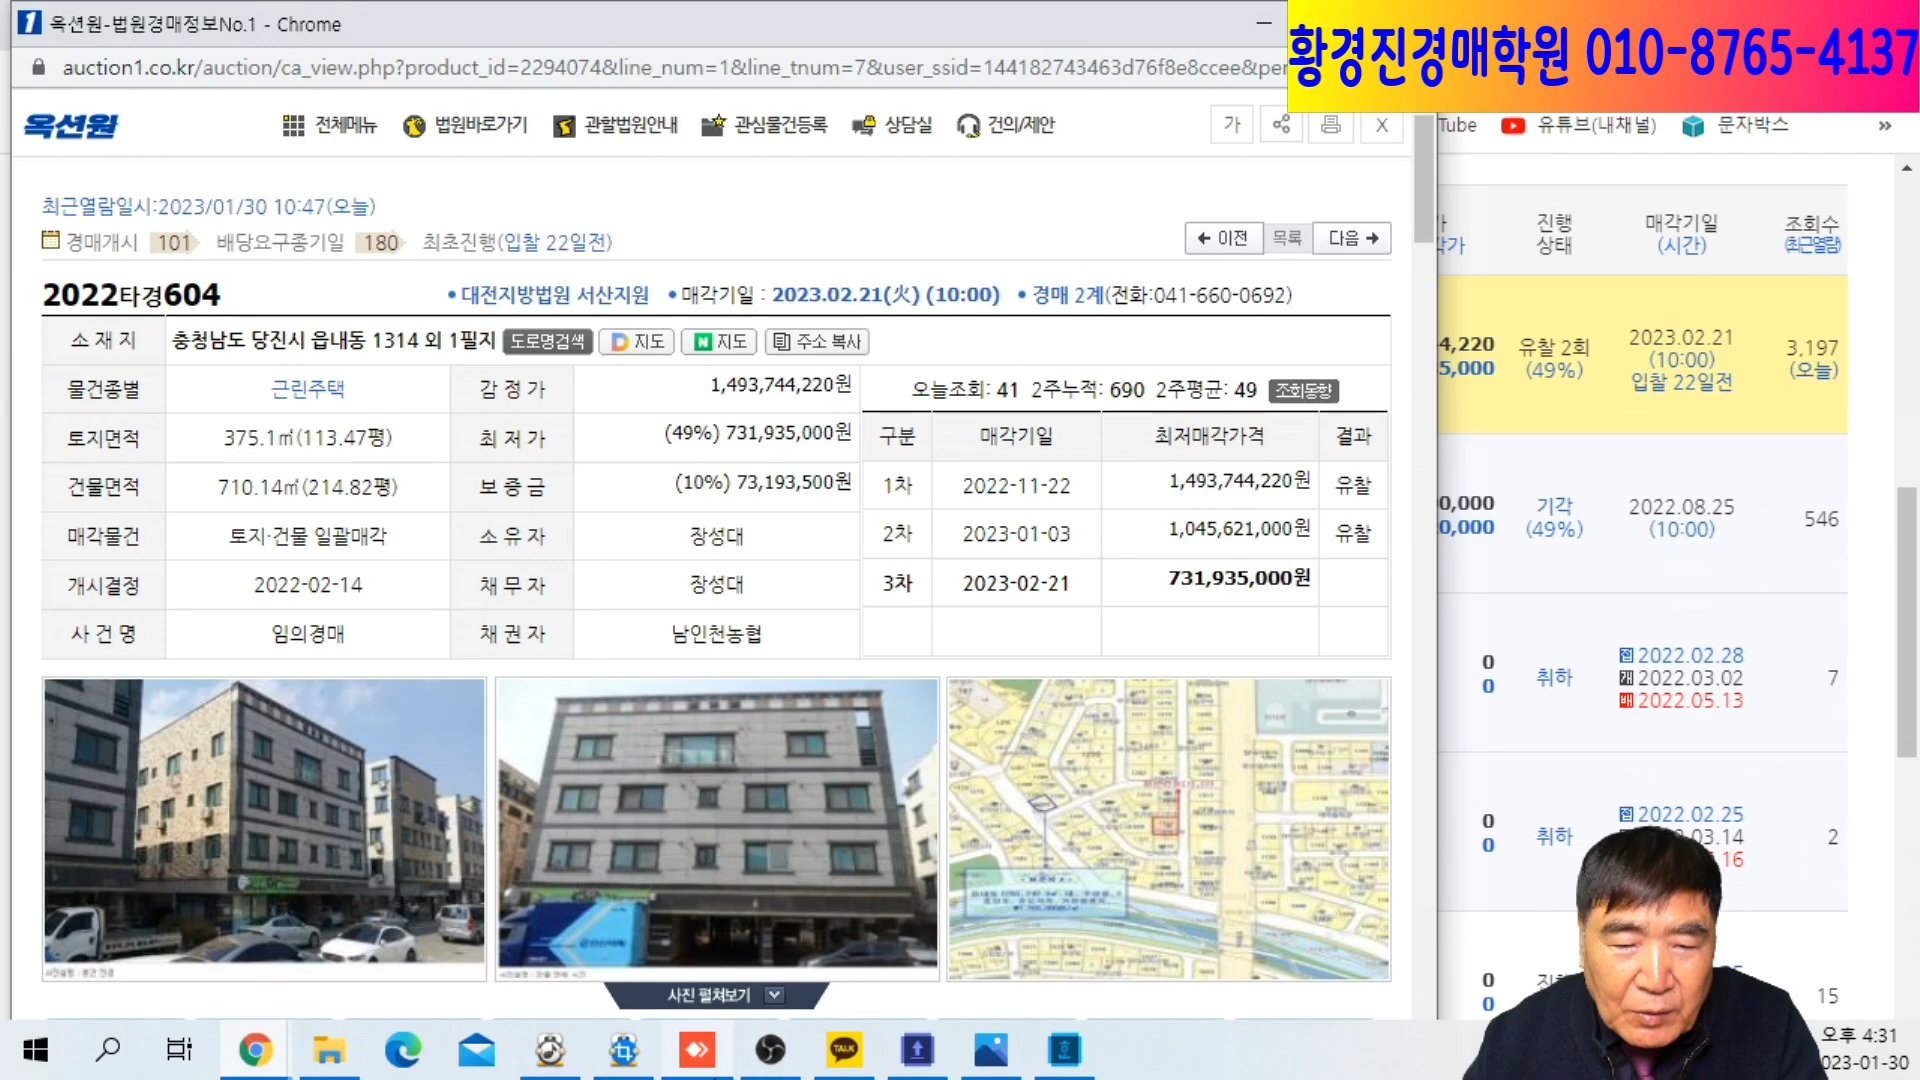 옥션원-법원경매정보No.1 - Chrome
황경진경매학원 010-8765-4137
auction1.co.kr/auction/ca_view.php?product_id=2294074&line_num=1&line_tnum=7&user_ssid=144182743463d76f8e8ccee&per
옥션원 전체메뉴 법원바로가기 관할법원안내 관심물건등록 상담실 건의/제안 가 X
Tube 유튜브(내채널) 문자박스 »
최근열람일시:2023/01/30 10:47(오늘)
경매개시 101 배당요구종기일 180 최초진행(입찰 22일전)
이전 목록 다음
2022타경604 • 대전지방법원 서산지원 • 매각기일 : 2023.02.21(火) (10:00) • 경매 2계(전화:041-660-0692)
소 재 지 충청남도 당진시 읍내동 1314 외 1필지 도로명검색 D 지도 N 지도 주소 복사
물건종별 근린주택 감 정 가 1,493,744,220원
토지면적 375.1㎡(113.47평) 최 저 가 (49%) 731,935,000원
건물면적 710.14㎡(214.82평) 보 증 금 (10%) 73,193,500원
매각물건 토지·건물 일괄매각 소 유 자 장성대
개시결정 2022-02-14 채 무 자 장성대
사 건 명 임의경매 채 권 자 남인천농협
오늘조회: 41 2주누적: 690 2주평균: 49 조회동향
구분 매각기일 최저매각가격 결과
1차 2022-11-22 1,493,744,220원 유찰
2차 2023-01-03 1,045,621,000원 유찰
3차 2023-02-21 731,935,000원
사진 펼쳐보기
진행
상태
매각기일
(시간)
조회수
(최근열람)
4,220
5,000
유찰 2회
(49%)
2023.02.21
(10:00)
입찰 22일전
3,197
(오늘)
0,000
0,000
기각
(49%)
2022.08.25
(10:00)
546
0
0
취하
2022.02.28
2022.03.02
2022.05.13
7
0
0
취하
2022.02.25
03.14
16
2
0
0
15
TALK
오후 4:31
023-01-30